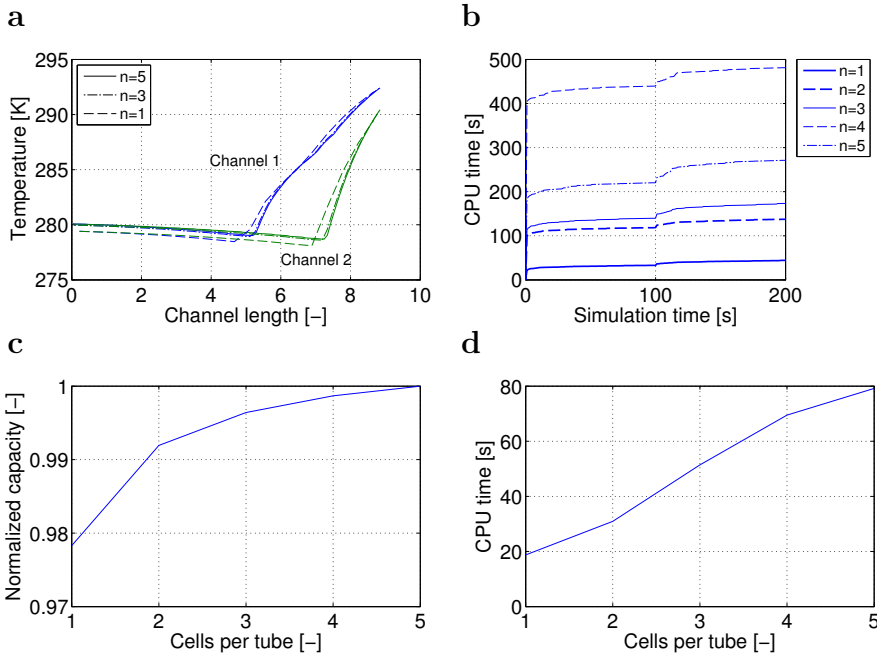 a
Temperature [K]
295
290
285
280
275
n=5
n=3
n=1
Channel 1
Channel 2
0 2 4 6 8 10
Channel length [−]
b
CPU time [s]
500
400
300
200
100
0
0 100 200
Simulation time [s]
n=1
n=2
n=3
n=4
n=5
c
Normalized capacity [−]
1
0.99
0.98
0.97
1 2 3 4 5
Cells per tube [−]
d
CPU time [s]
80
60
40
20
0
1 2 3 4 5
Cells per tube [−]